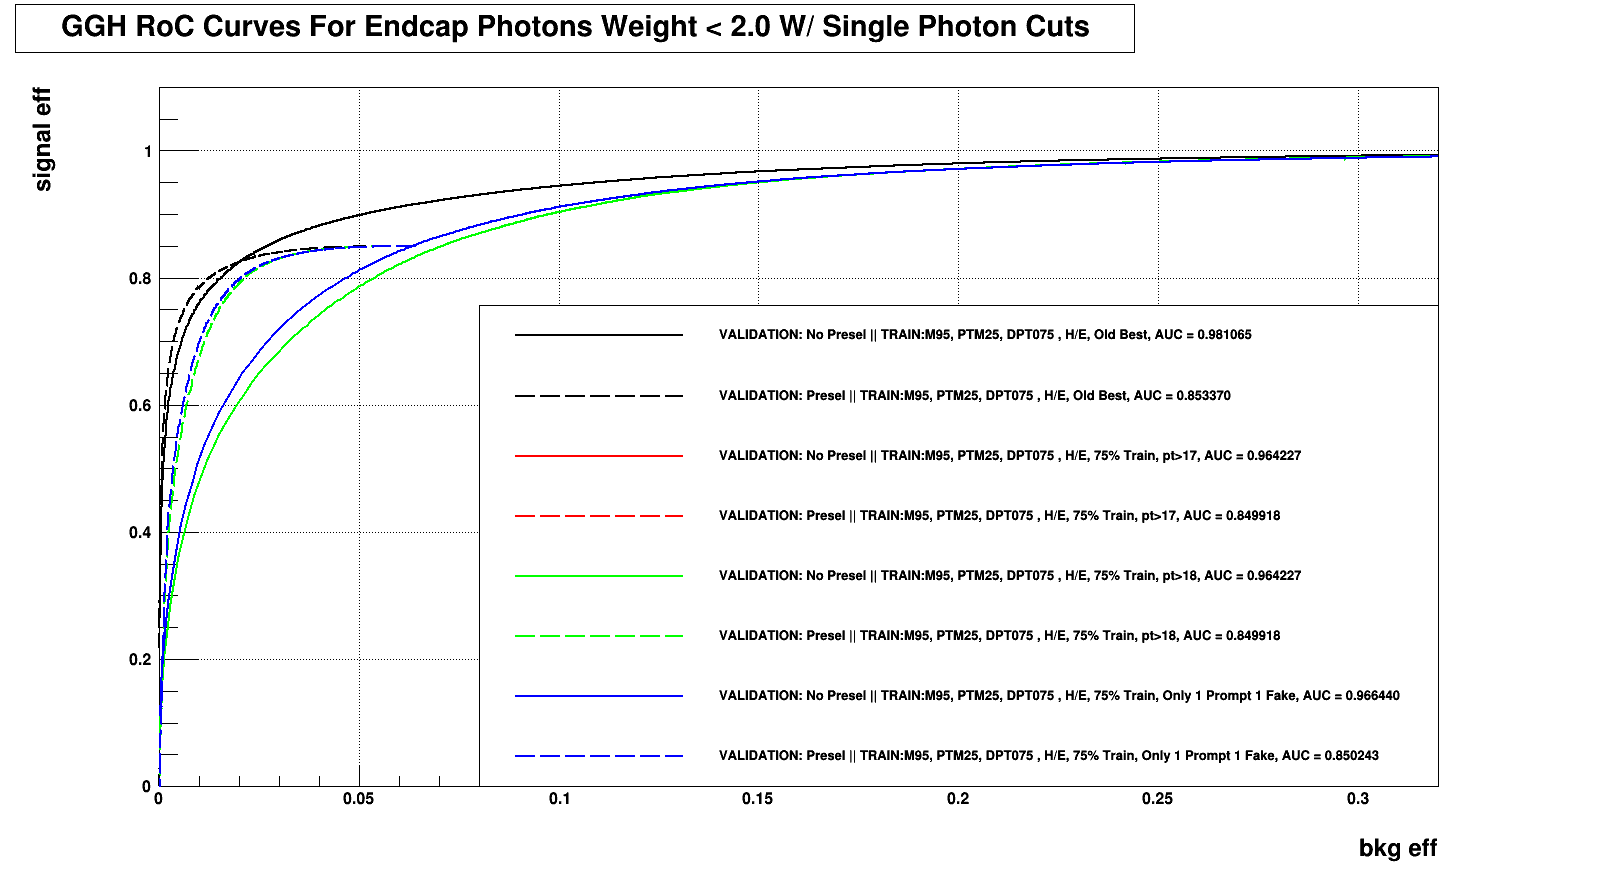 GGH RoC Curves For Endcap Photons Weight < 2.0 W/ Single Photon Cuts
signal eff
1
0.8
0.6
0.4
0.2
0
VALIDATION: No Presel || TRAIN:M95, PTM25, DPT075 , H/E, Old Best, AUC = 0.981065
VALIDATION: Presel || TRAIN:M95, PTM25, DPT075 , H/E, Old Best, AUC = 0.853370
VALIDATION: No Presel || TRAIN:M95, PTM25, DPT075 , H/E, 75% Train, pt>17, AUC = 0.964227
VALIDATION: Presel || TRAIN:M95, PTM25, DPT075 , H/E, 75% Train, pt>17, AUC = 0.849918
VALIDATION: No Presel || TRAIN:M95, PTM25, DPT075 , H/E, 75% Train, pt>18, AUC = 0.964227
VALIDATION: Presel || TRAIN:M95, PTM25, DPT075 , H/E, 75% Train, pt>18, AUC = 0.849918
VALIDATION: No Presel || TRAIN:M95, PTM25, DPT075 , H/E, 75% Train, Only 1 Prompt 1 Fake, AUC = 0.966440
VALIDATION: Presel || TRAIN:M95, PTM25, DPT075 , H/E, 75% Train, Only 1 Prompt 1 Fake, AUC = 0.850243
0 0.05 0.1 0.15 0.2 0.25 0.3
bkg eff